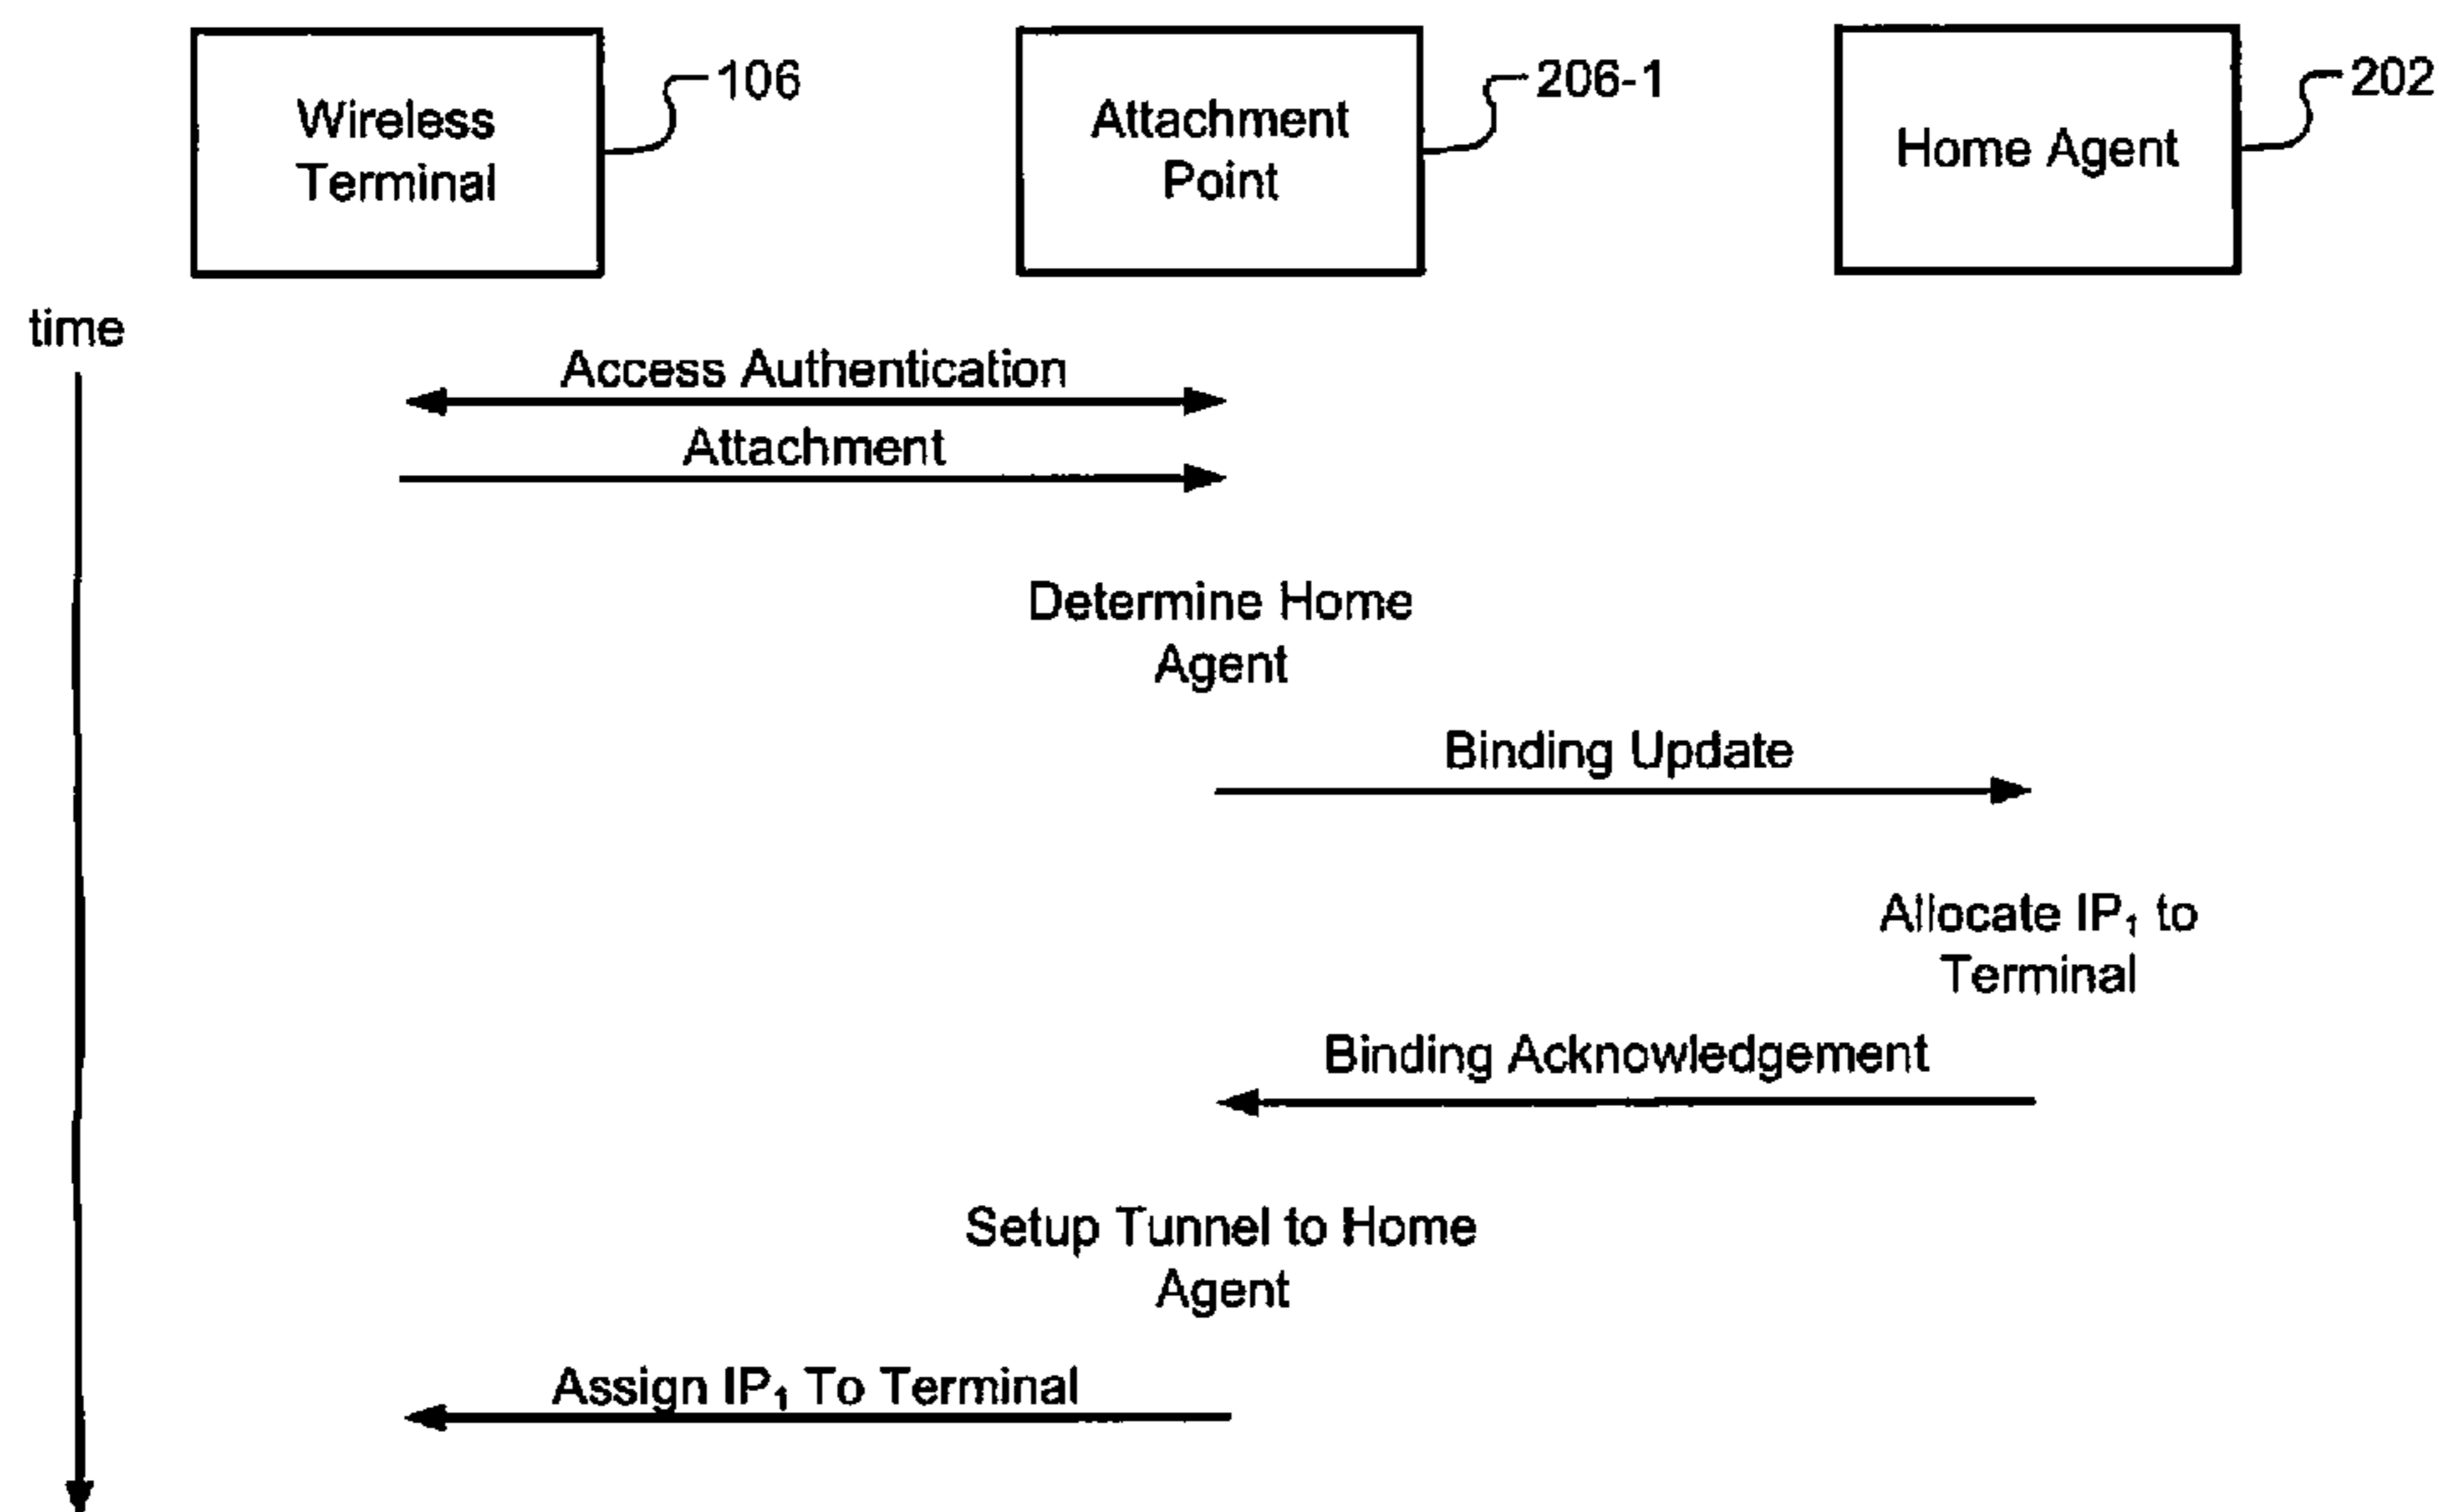 Wireless
Terminal
106
Attachment
Point
206-1
Home Agent
202
time
Access Authentication
Attachment
Determine Home
Agent
Binding Update
Allocate IP₁ to
Terminal
Binding Acknowledgement
Setup Tunnel to Home
Agent
Assign IP₁ To Terminal